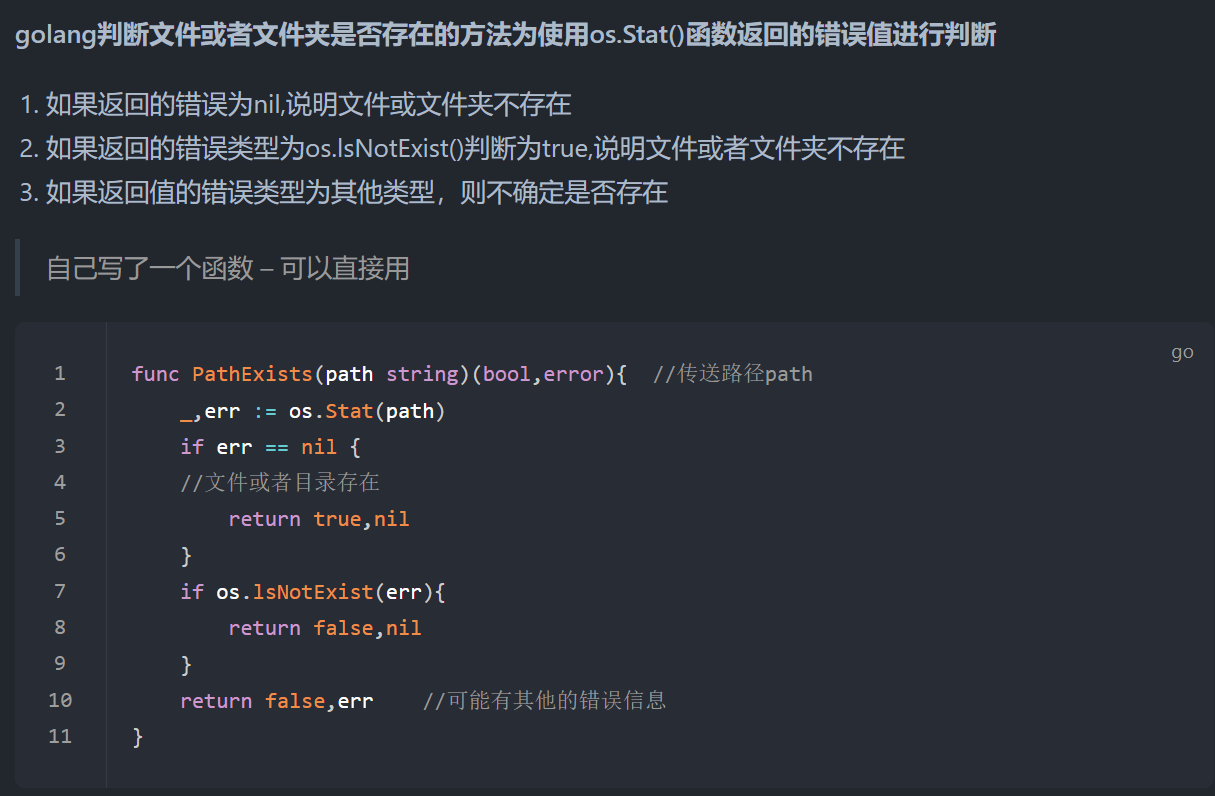 golang判断文件或者文件夹是否存在的方法为使用os.Stat()函数返回的错误值进行判断
1. 如果返回的错误为nil,说明文件或文件夹不存在
2. 如果返回的错误类型为os.lsNotExist()判断为true,说明文件或者文件夹不存在
3. 如果返回值的错误类型为其他类型，则不确定是否存在
自己写了一个函数 – 可以直接用
go
1 func PathExists(path string)(bool,error){  //传送路径path
2     _,err := os.Stat(path)
3     if err == nil {
4     //文件或者目录存在
5         return true,nil
6     }
7     if os.lsNotExist(err){
8         return false,nil
9     }
10     return false,err    //可能有其他的错误信息
11 }